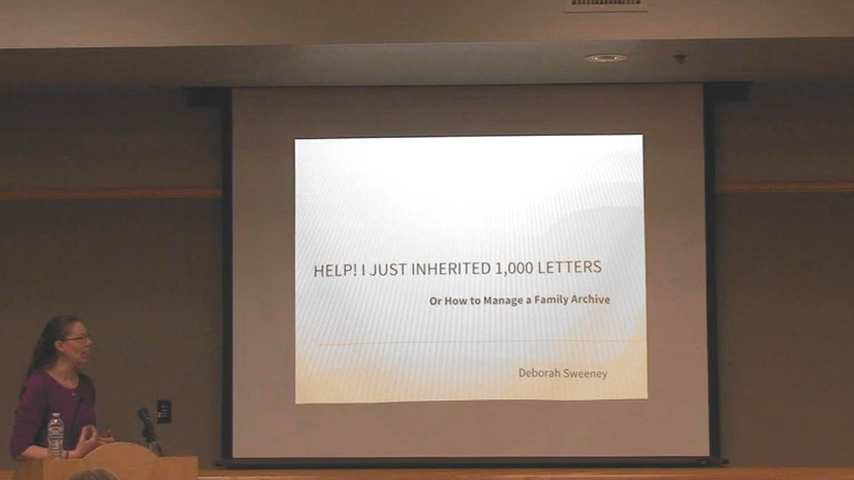 HELP! I JUST INHERITED 1,000 LETTERS
Or How to Manage a Family Archive
Deborah Sweeney